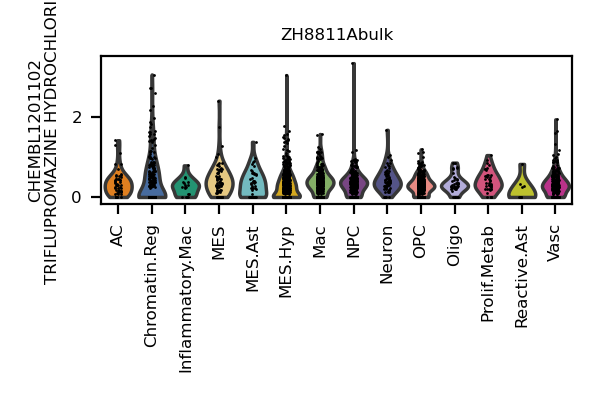 ZH8811Abulk
CHEMBL1201102
TRIFLUPROMAZINE HYDROCHLORI
2
0
AC
Chromatin.Reg
Inflammatory.Mac
MES
MES.Ast
MES.Hyp
Mac
NPC
Neuron
OPC
Oligo
Prolif.Metab
Reactive.Ast
Vasc